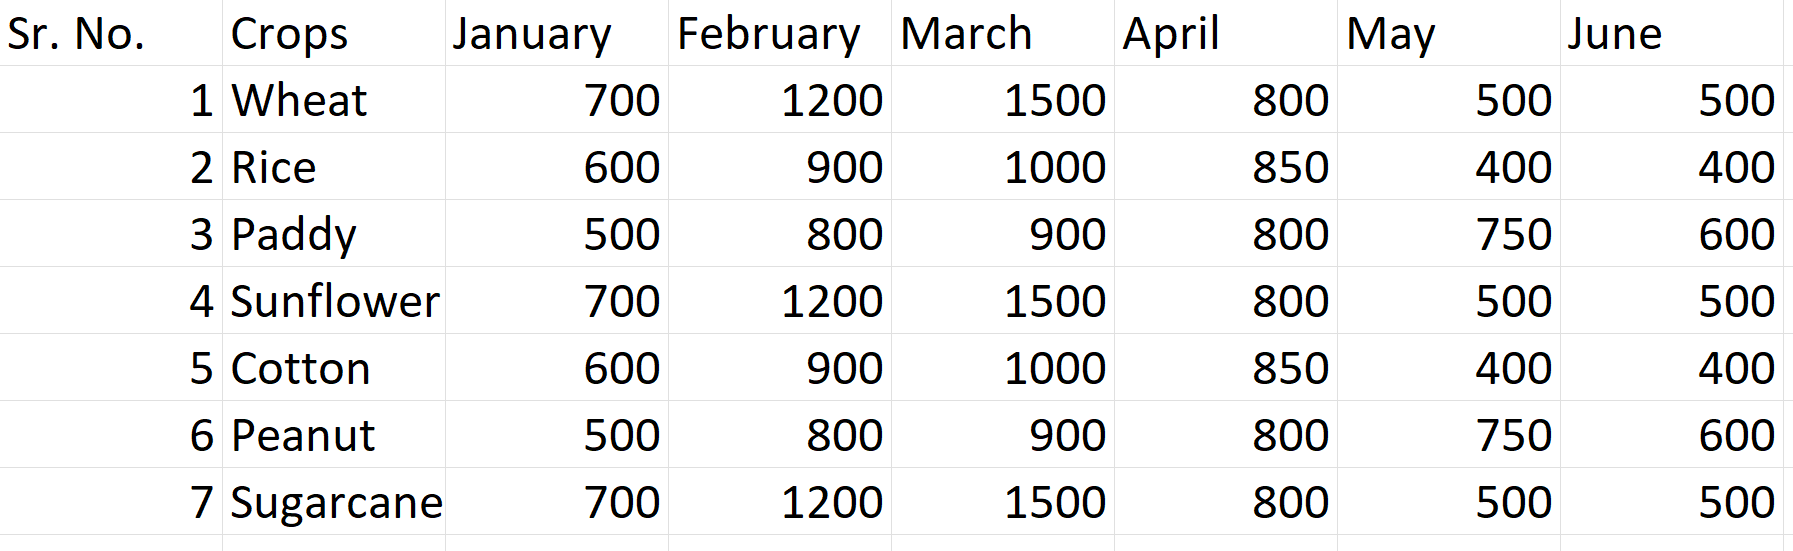 Sr. No. Crops January February March April May June
1 Wheat 700 1200 1500 800 500 500
2 Rice 600 900 1000 850 400 400
3 Paddy 500 800 900 800 750 600
4 Sunflower 700 1200 1500 800 500 500
5 Cotton 600 900 1000 850 400 400
6 Peanut 500 800 900 800 750 600
7 Sugarcane 700 1200 1500 800 500 500